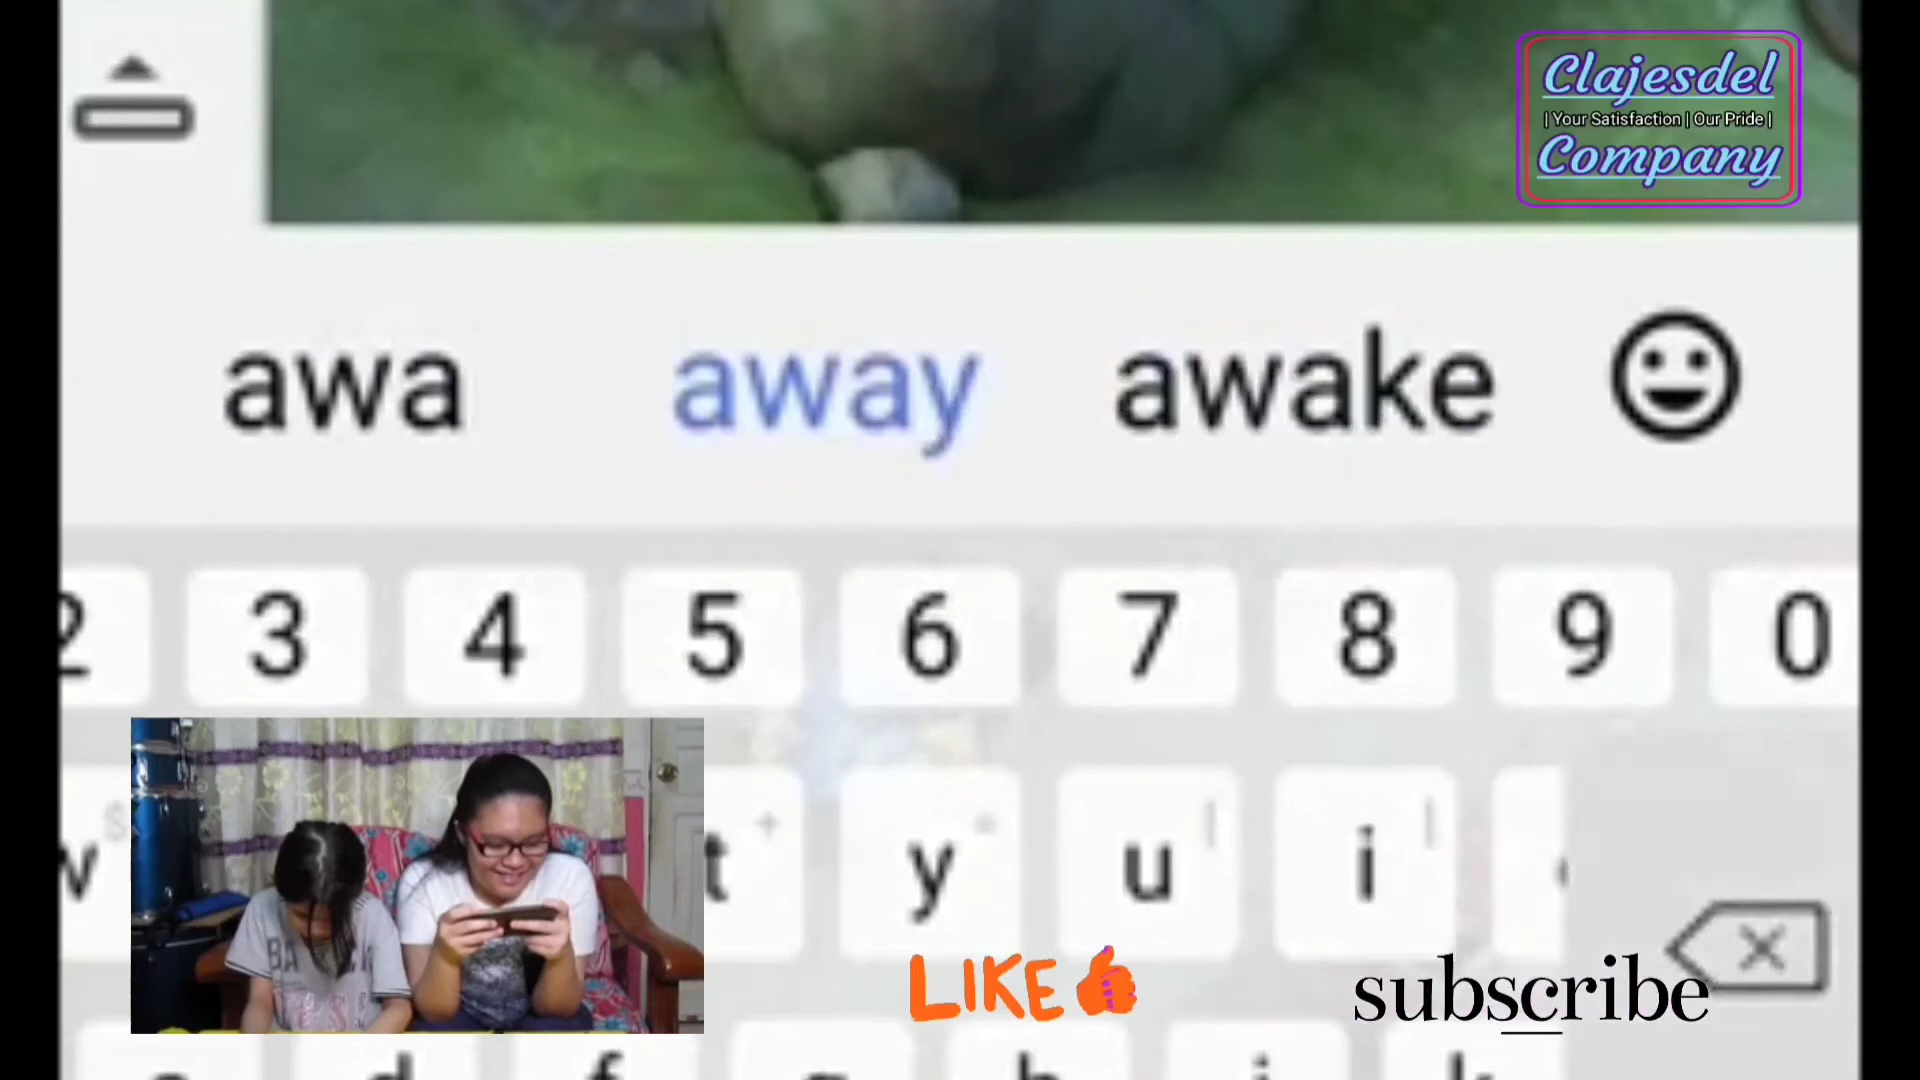 Clajesdel
| Your Satisfaction | Our Pride |
Company
awa away awake
2 3 4 5 6 7 8 9 0
t + y u | i |
LIKE
subscribe
d f g h j k